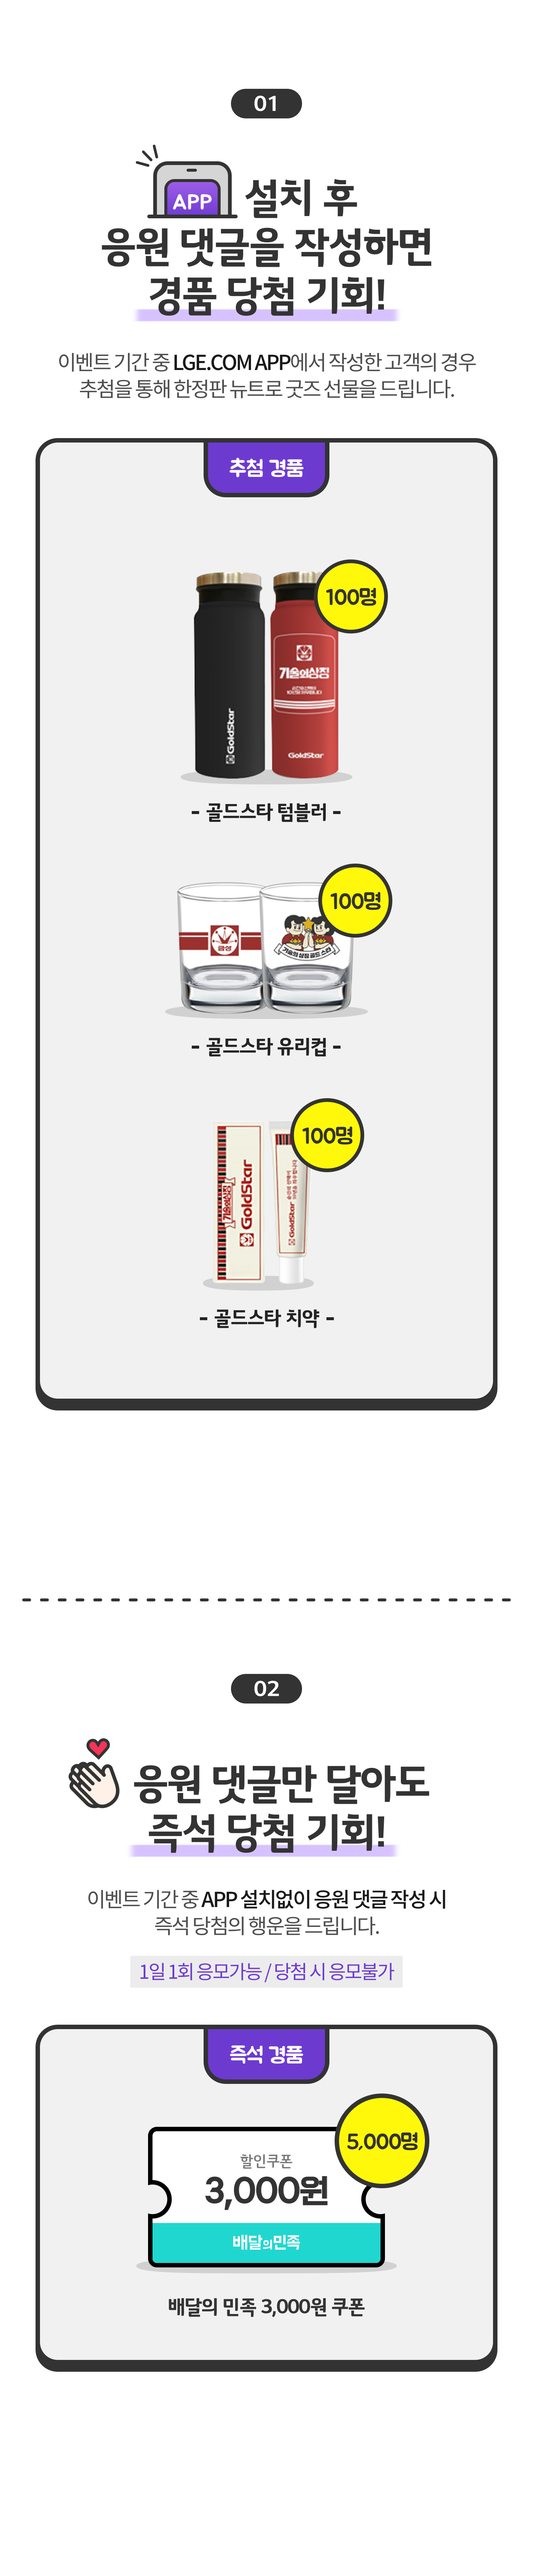 01
APP 설치 후
응원 댓글을 작성하면
경품 당첨 기회!
이벤트 기간 중 LGE.COM APP에서 작성한 고객의 경우
추첨을 통해 한정판 뉴트로 굿즈 선물을 드립니다.
추첨 경품
100명
기술의상징
GoldStar
GoldStar
- 골드스타 텀블러 -
100명
금성
기술의 상징 골드 스타
- 골드스타 유리컵 -
100명
기술의상징
GoldStar
GoldStar
- 골드스타 치약 -
02
응원 댓글만 달아도
즉석 당첨 기회!
이벤트 기간 중 APP 설치없이 응원 댓글 작성 시
즉석 당첨의 행운을 드립니다.
1일 1회 응모가능 / 당첨 시 응모불가
즉석 경품
5,000명
할인쿠폰
3,000원
배달의민족
배달의 민족 3,000원 쿠폰